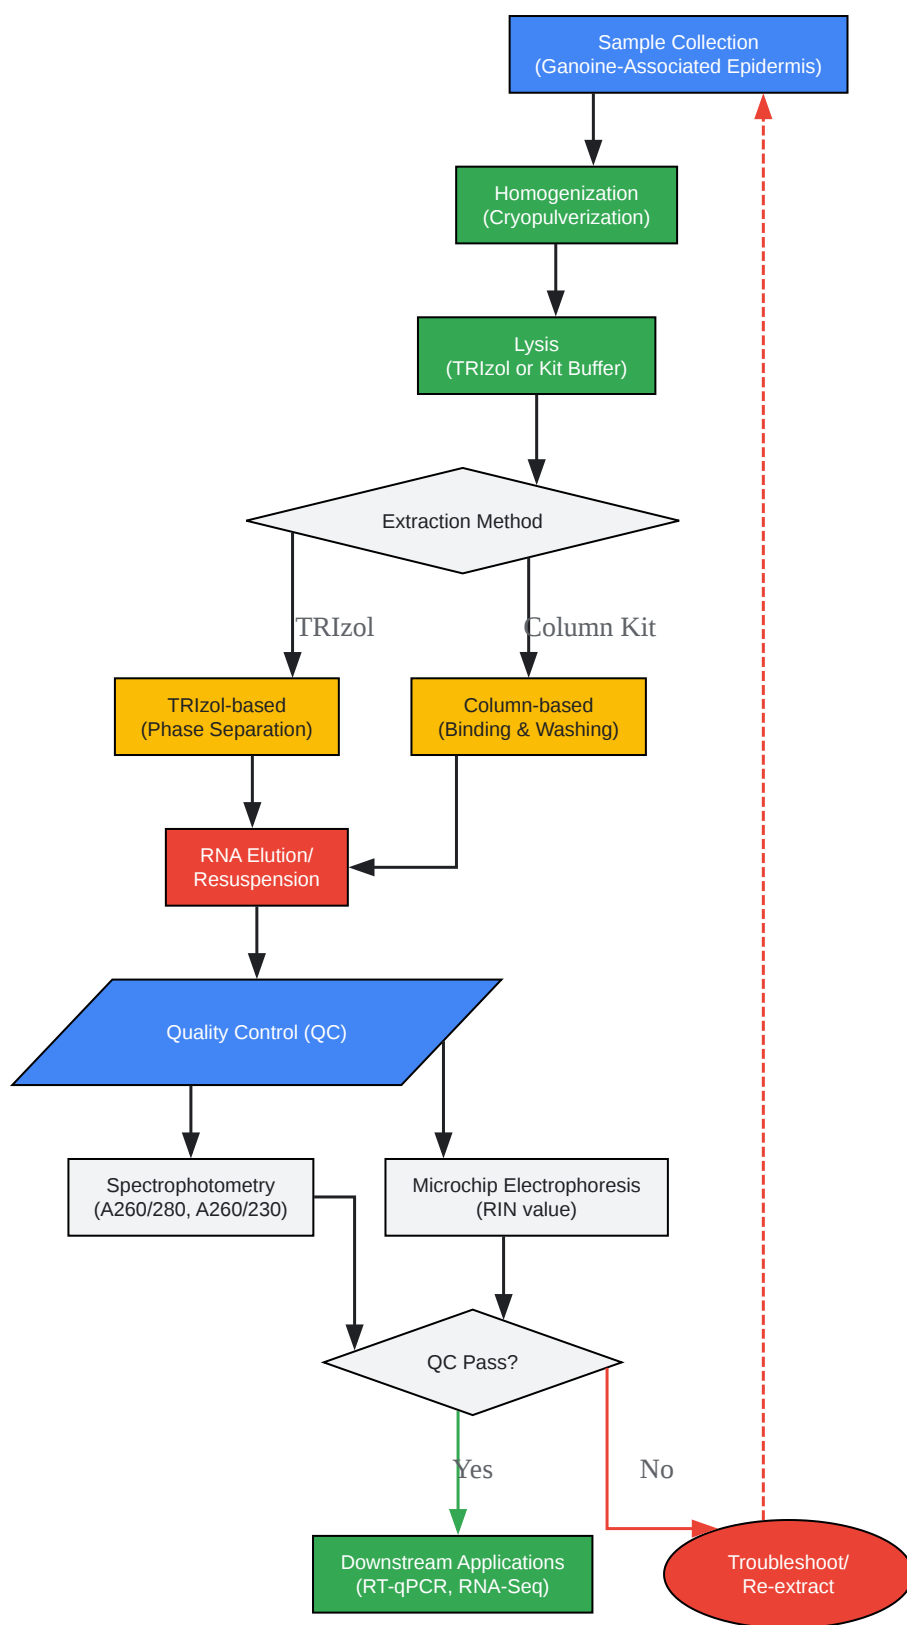 Sample Collection
(Ganoine-Associated Epidermis)
Homogenization
(Cryopulverization)
Lysis
(TRIzol or Kit Buffer)
Extraction Method
TRIzol
Column Kit
TRIzol-based
(Phase Separation)
Column-based
(Binding & Washing)
RNA Elution/
Resuspension
Quality Control (QC)
Spectrophotometry
(A260/280, A260/230)
Microchip Electrophoresis
(RIN value)
QC Pass?
Yes
No
Downstream Applications
(RT-qPCR, RNA-Seq)
Troubleshoot/
Re-extract